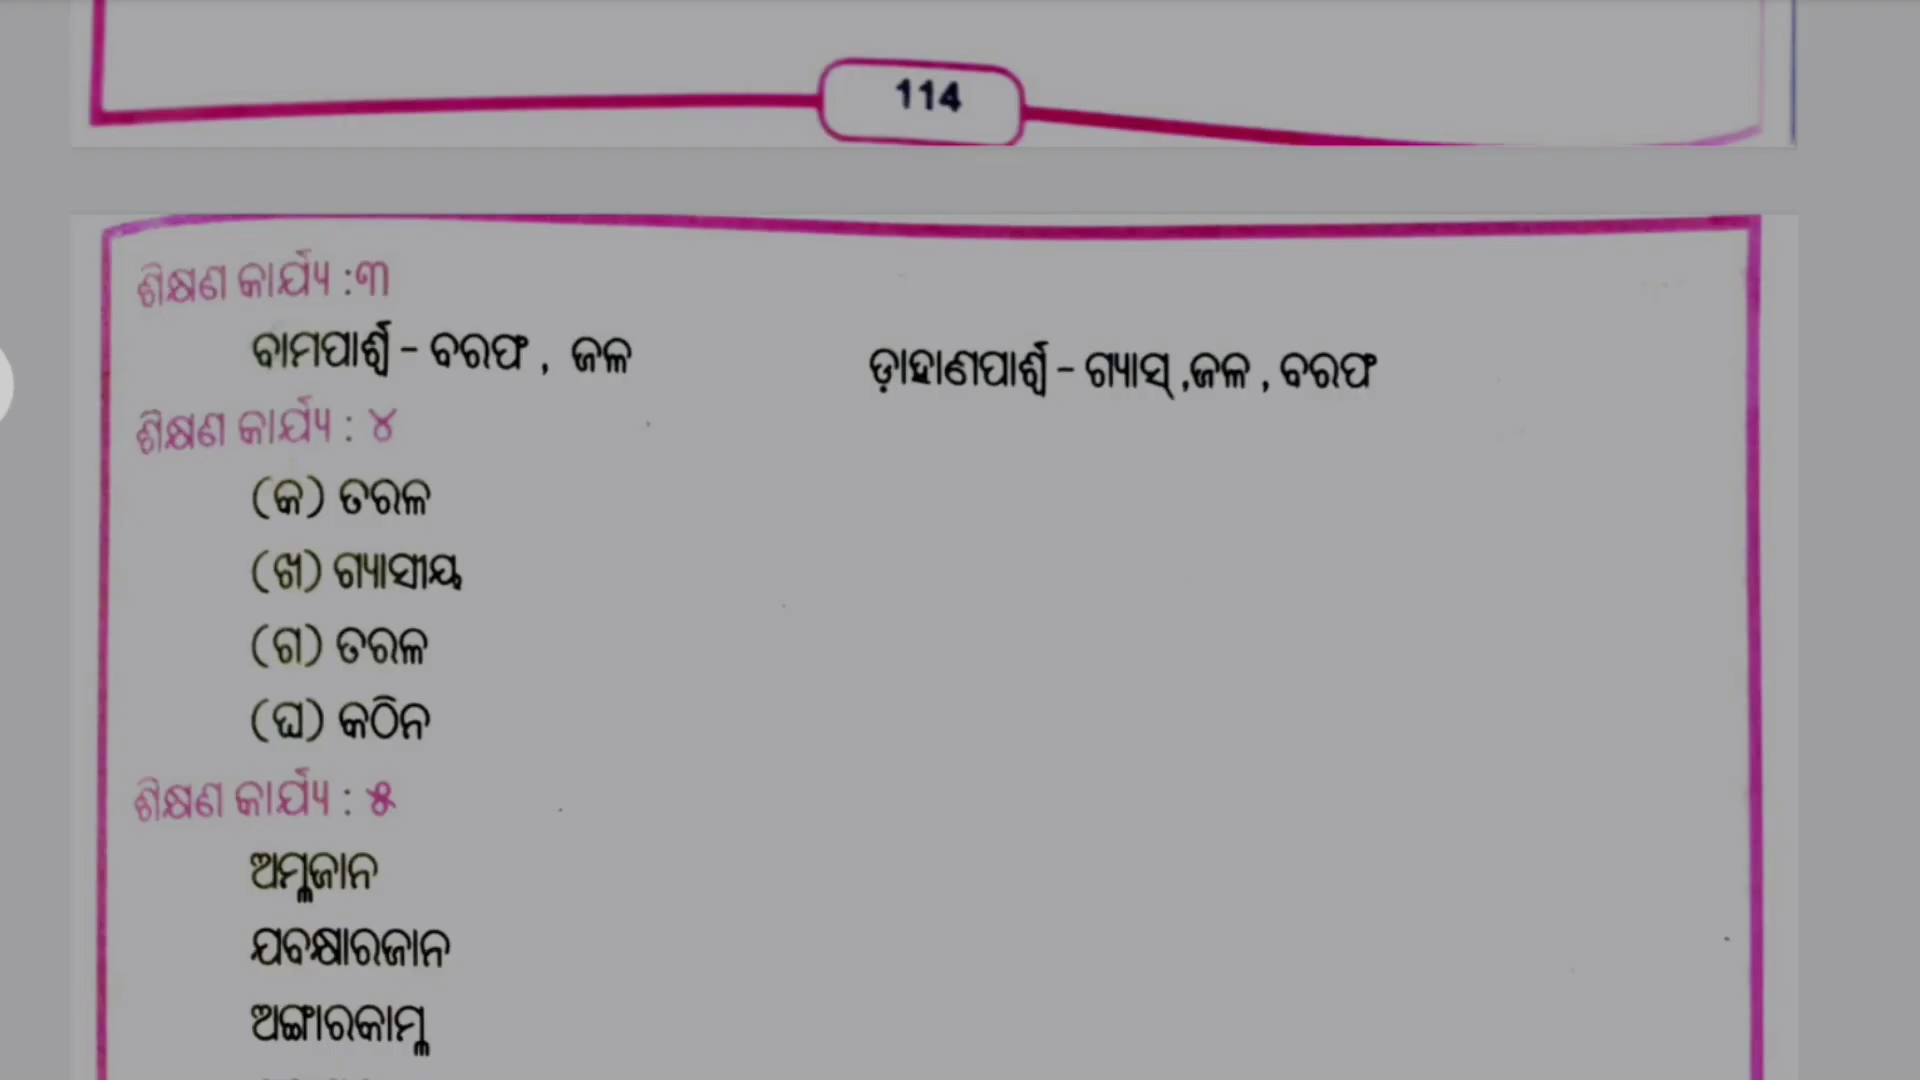 114
ଶିକ୍ଷଣ କାର୍ଯ୍ୟ :୩
ବାମପାର୍ଶ୍ୱ – ବରଫ , ଜଳ ଡ଼ାହାଣପାର୍ଶ୍ୱ – ଗ୍ୟାସ୍ ,ଜଳ , ବରଫ
ଶିକ୍ଷଣ କାର୍ଯ୍ୟ : ୪
(କ) ତରଳ
(ଖ) ଗ୍ୟାସୀୟ
(ଗ) ତରଳ
(ଘ) କଠିନ
ଶିକ୍ଷଣ କାର୍ଯ୍ୟ : ୫
ଅମ୍ଳଜାନ
ଯବକ୍ଷାରଜାନ
ଅଙ୍ଗାରକାମ୍ଳ